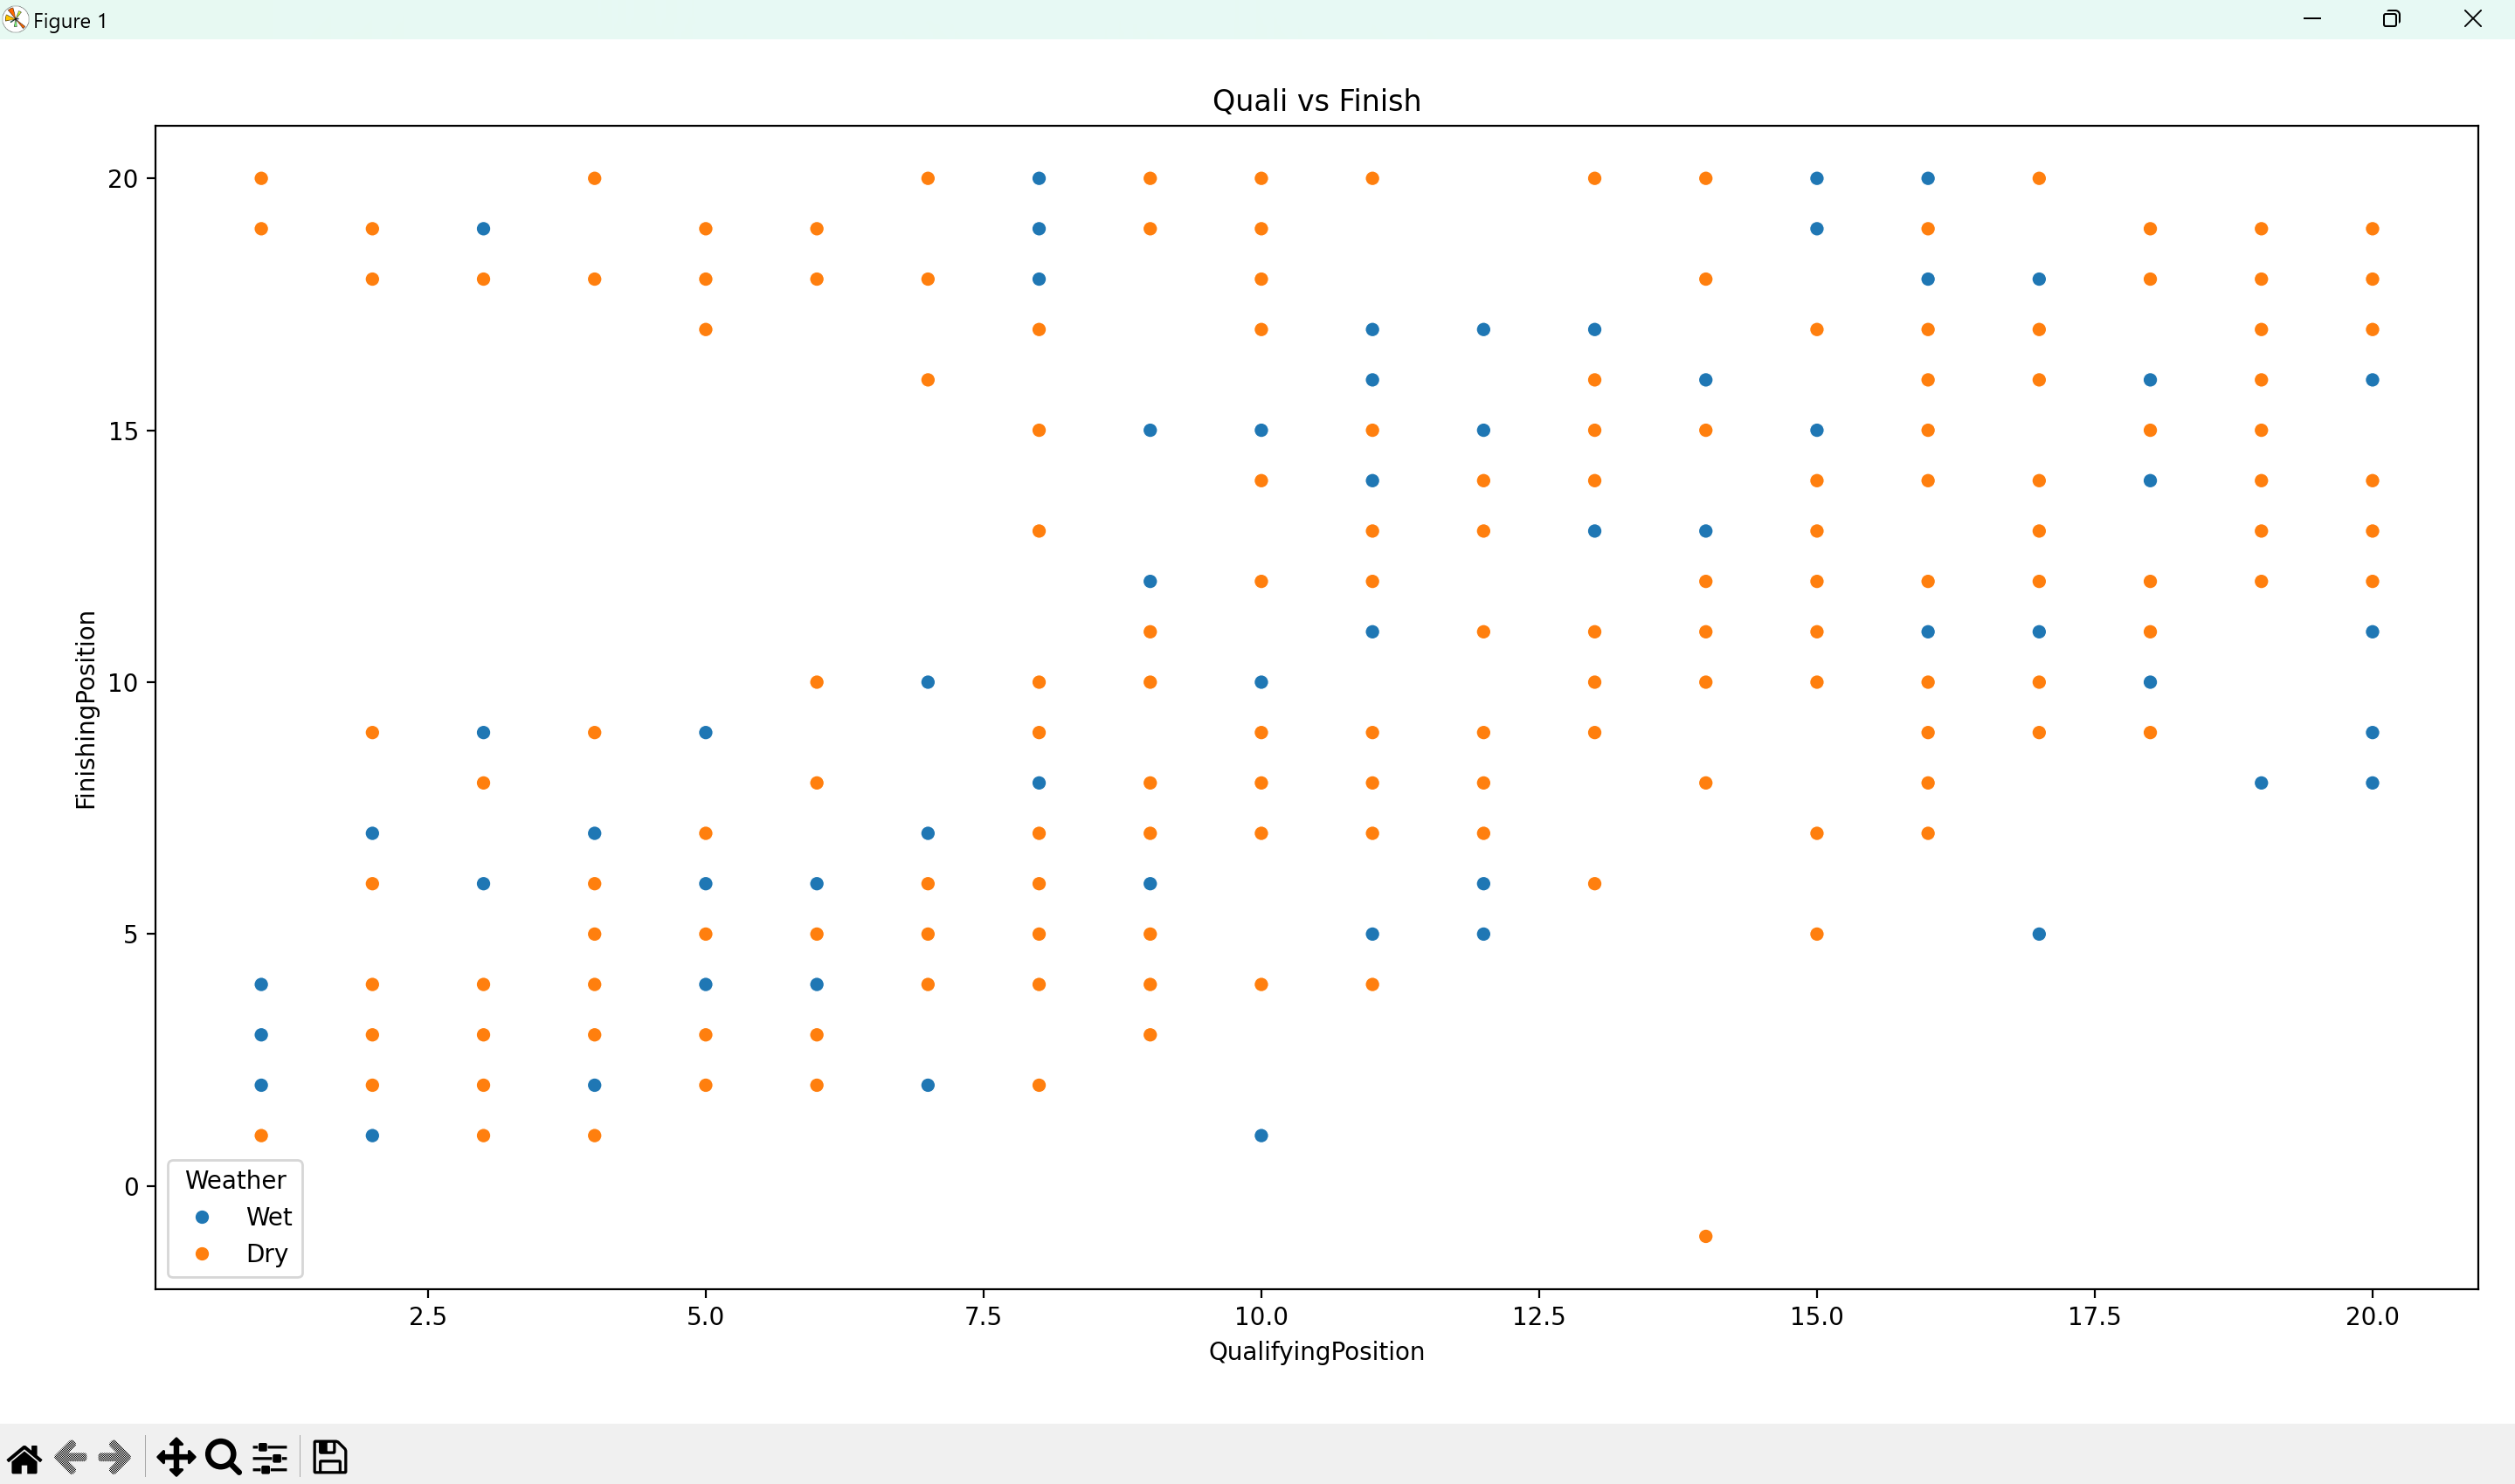 Figure 1
Quali vs Finish
20
15
10
5
0
FinishingPosition
Weather
Wet
Dry
2.5 5.0 7.5 10.0 12.5 15.0 17.5 20.0
QualifyingPosition